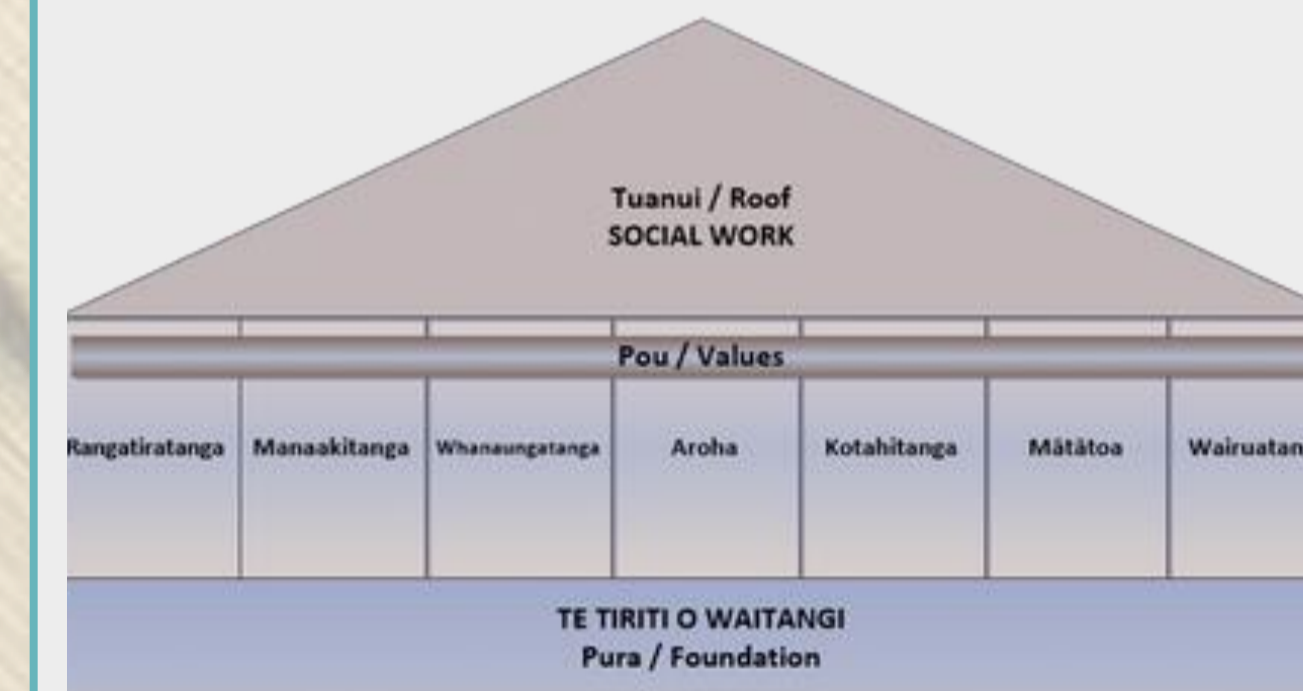 Tuanui / Roof
SOCIAL WORK
Pou / Values
Rangatiratanga
Manaakitanga
Whanaungatanga
Aroha
Kotahitanga
Mātātoa
Wairuatan
TE TIRITI O WAITANGI
Pura / Foundation